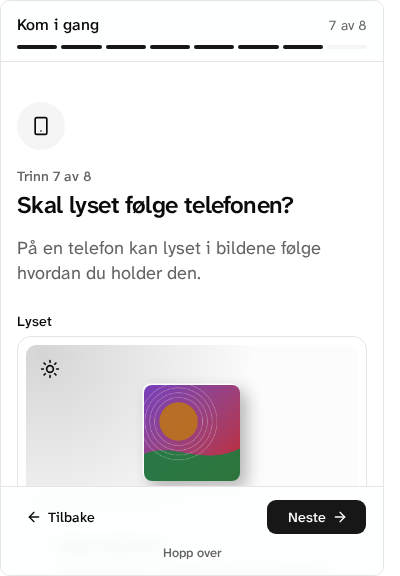 Kom i gang
7 av 8
Trinn 7 av 8
Skal lyset følge telefonen?
På en telefon kan lyset i bildene følge
hvordan du holder den.
Lyset
Tilbake
Neste
Hopp over